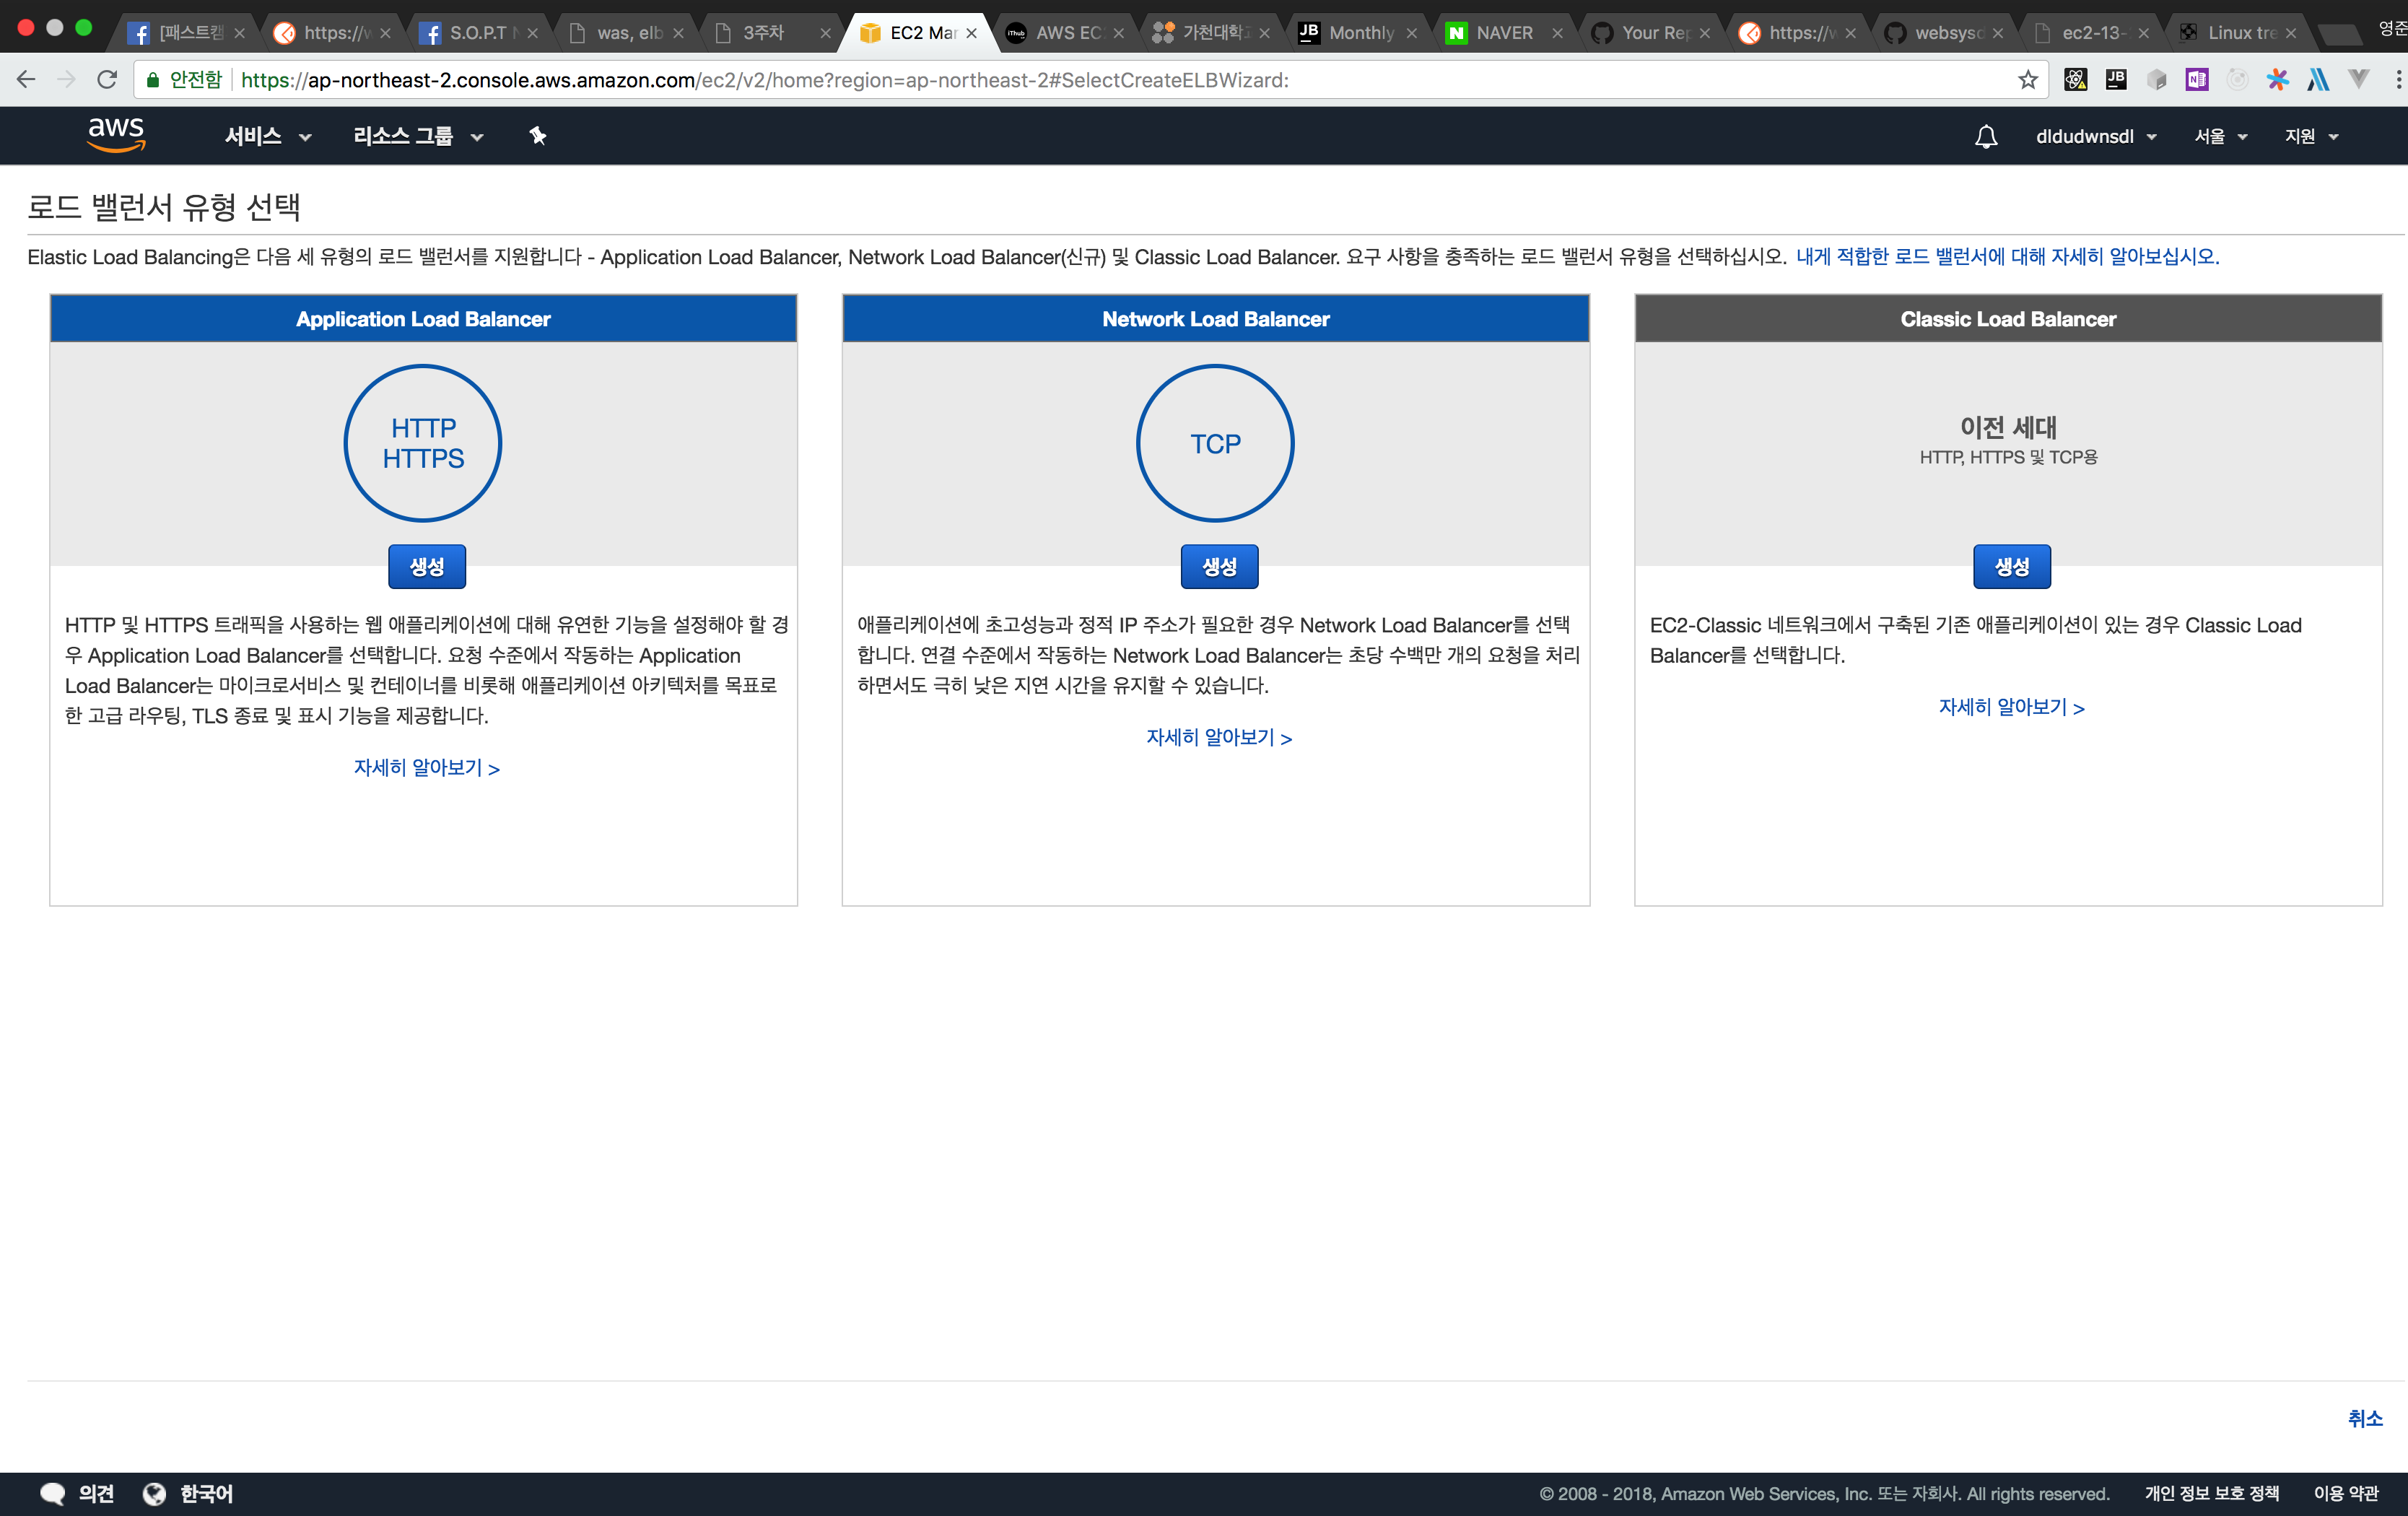 [패스트캠
https://w
S.O.P.T
was, elb
3주차
EC2 Mar
AWS EC
가천대학
Monthly
NAVER
Your Rep
https://w
websysd
ec2-13-
Linux tre
영준
안전함 https://ap-northeast-2.console.aws.amazon.com/ec2/v2/home?region=ap-northeast-2#SelectCreateELBWizard:
aws 서비스 리소스 그룹 dldudwnsdl 서울 지원
로드 밸런서 유형 선택
Elastic Load Balancing은 다음 세 유형의 로드 밸런서를 지원합니다 - Application Load Balancer, Network Load Balancer(신규) 및 Classic Load Balancer. 요구 사항을 충족하는 로드 밸런서 유형을 선택하십시오. 내게 적합한 로드 밸런서에 대해 자세히 알아보십시오.
Application Load Balancer
HTTP
HTTPS
생성
HTTP 및 HTTPS 트래픽을 사용하는 웹 애플리케이션에 대해 유연한 기능을 설정해야 할 경
우 Application Load Balancer를 선택합니다. 요청 수준에서 작동하는 Application
Load Balancer는 마이크로서비스 및 컨테이너를 비롯해 애플리케이션 아키텍처를 목표로
한 고급 라우팅, TLS 종료 및 표시 기능을 제공합니다.
자세히 알아보기 >
Network Load Balancer
TCP
생성
애플리케이션에 초고성능과 정적 IP 주소가 필요한 경우 Network Load Balancer를 선택
합니다. 연결 수준에서 작동하는 Network Load Balancer는 초당 수백만 개의 요청을 처리
하면서도 극히 낮은 지연 시간을 유지할 수 있습니다.
자세히 알아보기 >
Classic Load Balancer
이전 세대
HTTP, HTTPS 및 TCP용
생성
EC2-Classic 네트워크에서 구축된 기존 애플리케이션이 있는 경우 Classic Load
Balancer를 선택합니다.
자세히 알아보기 >
취소
의견 한국어 © 2008 - 2018, Amazon Web Services, Inc. 또는 자회사. All rights reserved. 개인 정보 보호 정책 이용 약관